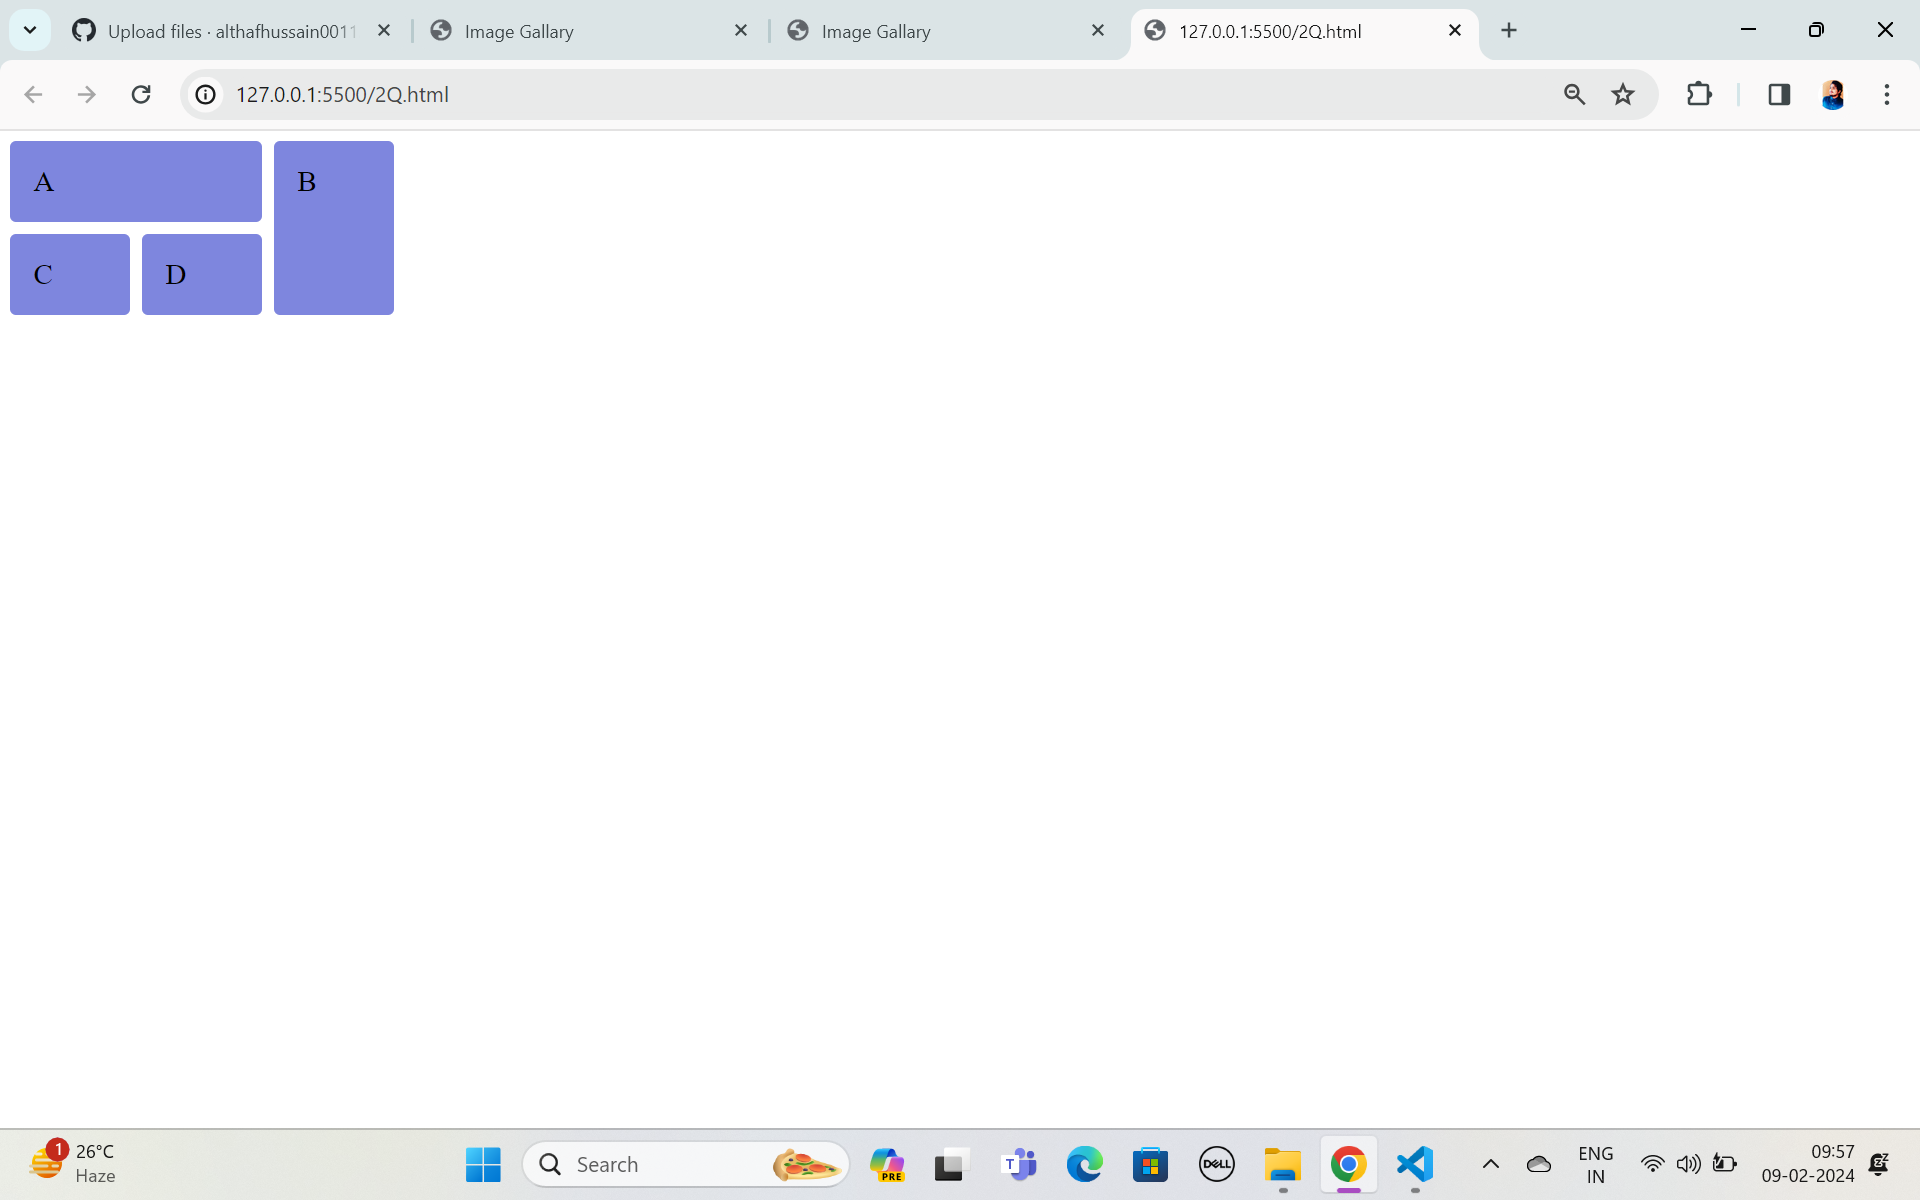 Upload files · althafhussain0011
Image Gallary
Image Gallary
127.0.0.1:5500/2Q.html
127.0.0.1:5500/2Q.html
A
B
C
D
1
26°C
Haze
Search
PRE
T
DELL
ENG
IN
09:57
09-02-2024